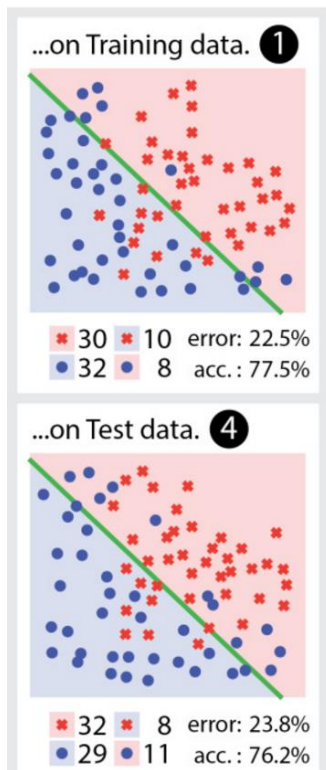 ...on Training data. 1
30 10 error: 22.5%
32 8 acc.: 77.5%
...on Test data. 4
32 8 error: 23.8%
29 11 acc.: 76.2%